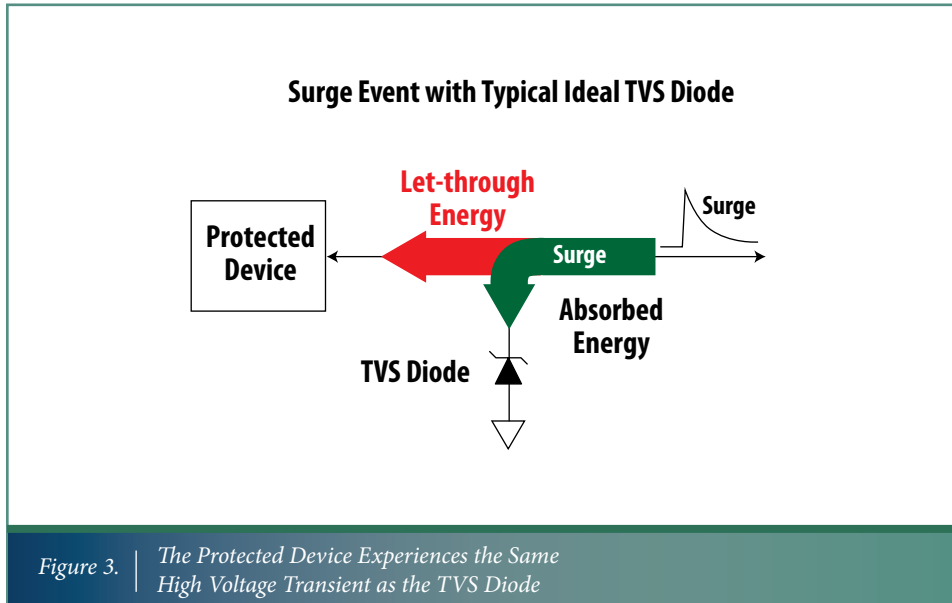 Surge Event with Typical Ideal TVS Diode
Let-through
Energy
Surge
Protected
Device
Surge
Absorbed
Energy
TVS Diode
Figure 3.
The Protected Device Experiences the Same
High Voltage Transient as the TVS Diode